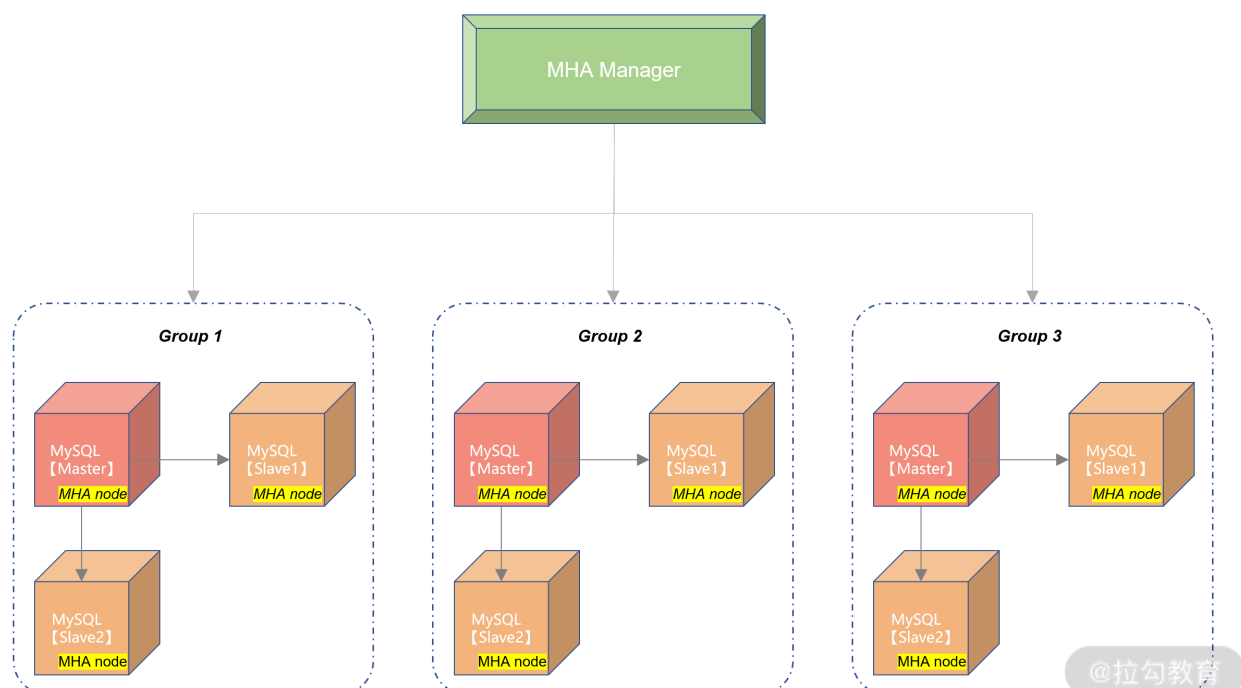 MHA Manager
Group 1
Group 2
Group 3
MySQL
【Master】
MHA node
MySQL
【Slave1】
MHA node
MySQL
【Slave2】
MHA node
MySQL
【Master】
MHA node
MySQL
【Slave1】
MHA node
MySQL
【Slave2】
MHA node
MySQL
【Master】
MHA node
MySQL
【Slave1】
MHA node
MySQL
【Slave2】
MHA node
@拉勾教育